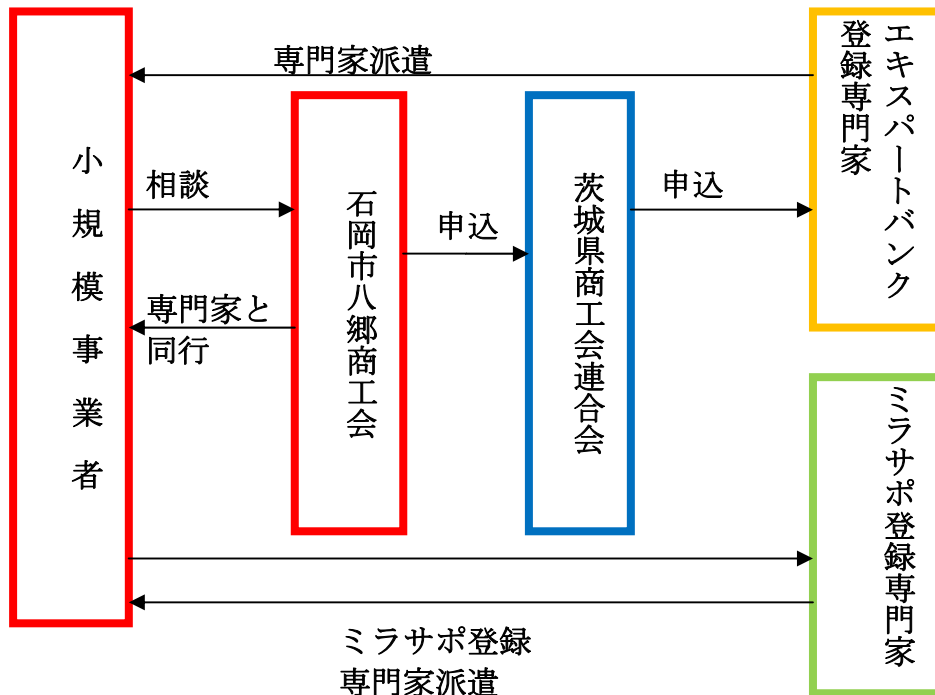 小規模事業者
専門家派遣
相談
専門家と
同行
石岡市八郷商工会
申込
茨城県商工会連合会
申込
エキスパートバンク
登録専門家
ミラサポ登録専門家
ミラサポ登録
専門家派遣